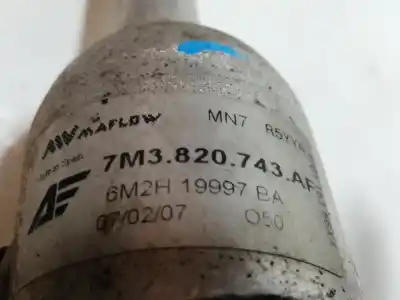 MAFLOW MN7
7M3.820.743.AF
6M2H 19997 BA
07/02/07 O50